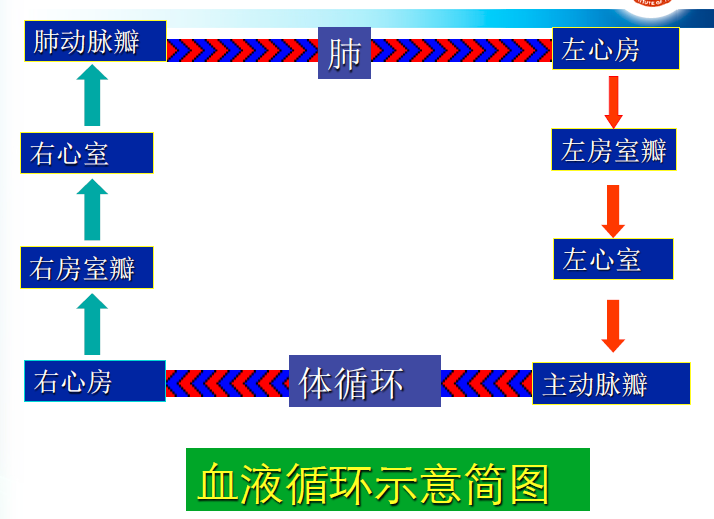 肺动脉瓣
肺
左心房
右心室
左房室瓣
右房室瓣
左心室
右心房
体循环
主动脉瓣
血液循环示意简图